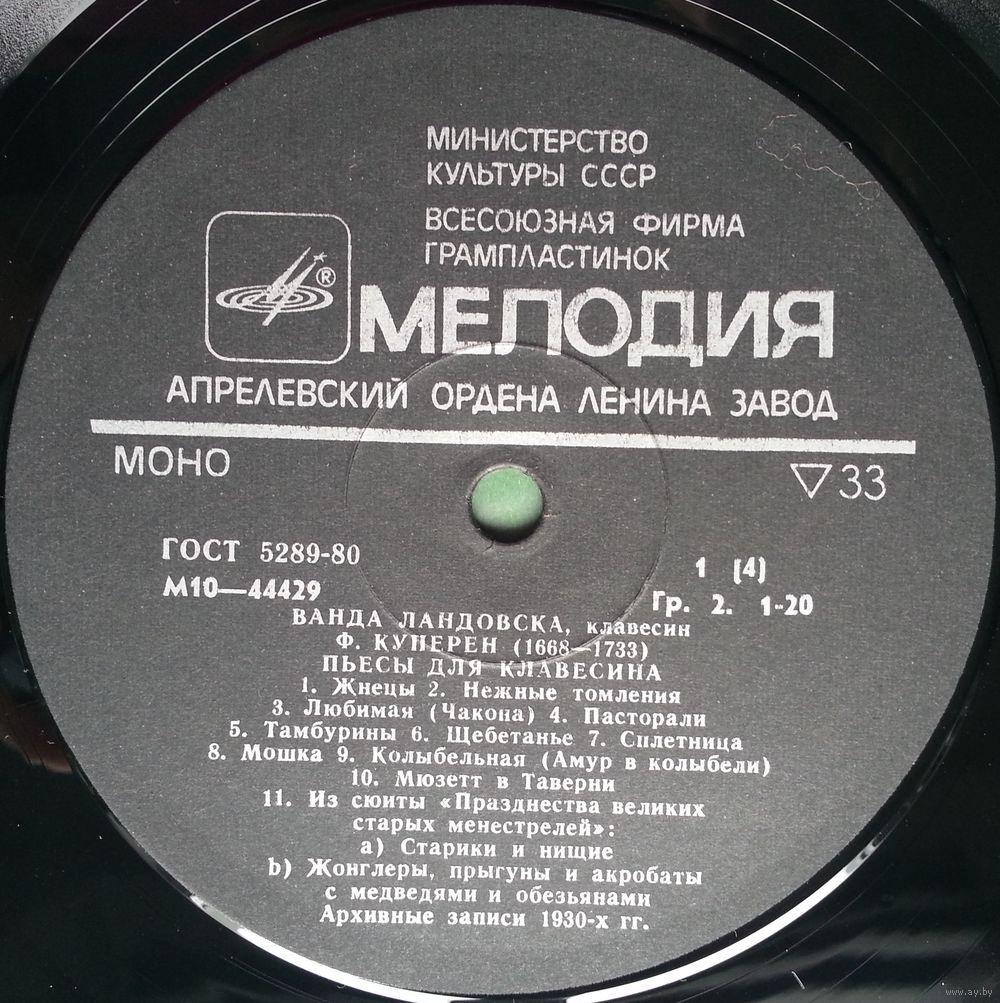 МИНИСТЕРСТВО
КУЛЬТУРЫ СССР
ВСЕСОЮЗНАЯ ФИРМА
ГРАМПЛАСТИНОК
®
МЕЛОДИЯ
АПРЕЛЕВСКИЙ ОРДЕНА ЛЕНИНА ЗАВОД
МОНО
▽33
ГОСТ 5289-80
М10—44429
1 (4)
Гр. 2. 1-20
ВАНДА ЛАНДОВСКА, клавесин
Ф. КУПЕРЕН (1668—1733)
ПЬЕСЫ ДЛЯ КЛАВЕСИНА
1. Жнецы 2. Нежные томления
3. Любимая (Чакона) 4. Пасторали
5. Тамбурины 6. Щебетанье 7. Сплетница
8. Мошка 9. Колыбельная (Амур в колыбели)
10. Мюзетт в Таверни
11. Из сюиты «Празднества великих
старых менестрелей»:
а) Старики и нищие
b) Жонглеры, прыгуны и акробаты
с медведями и обезьянами
Архивные записи 1930-х гг.
www.ay.by